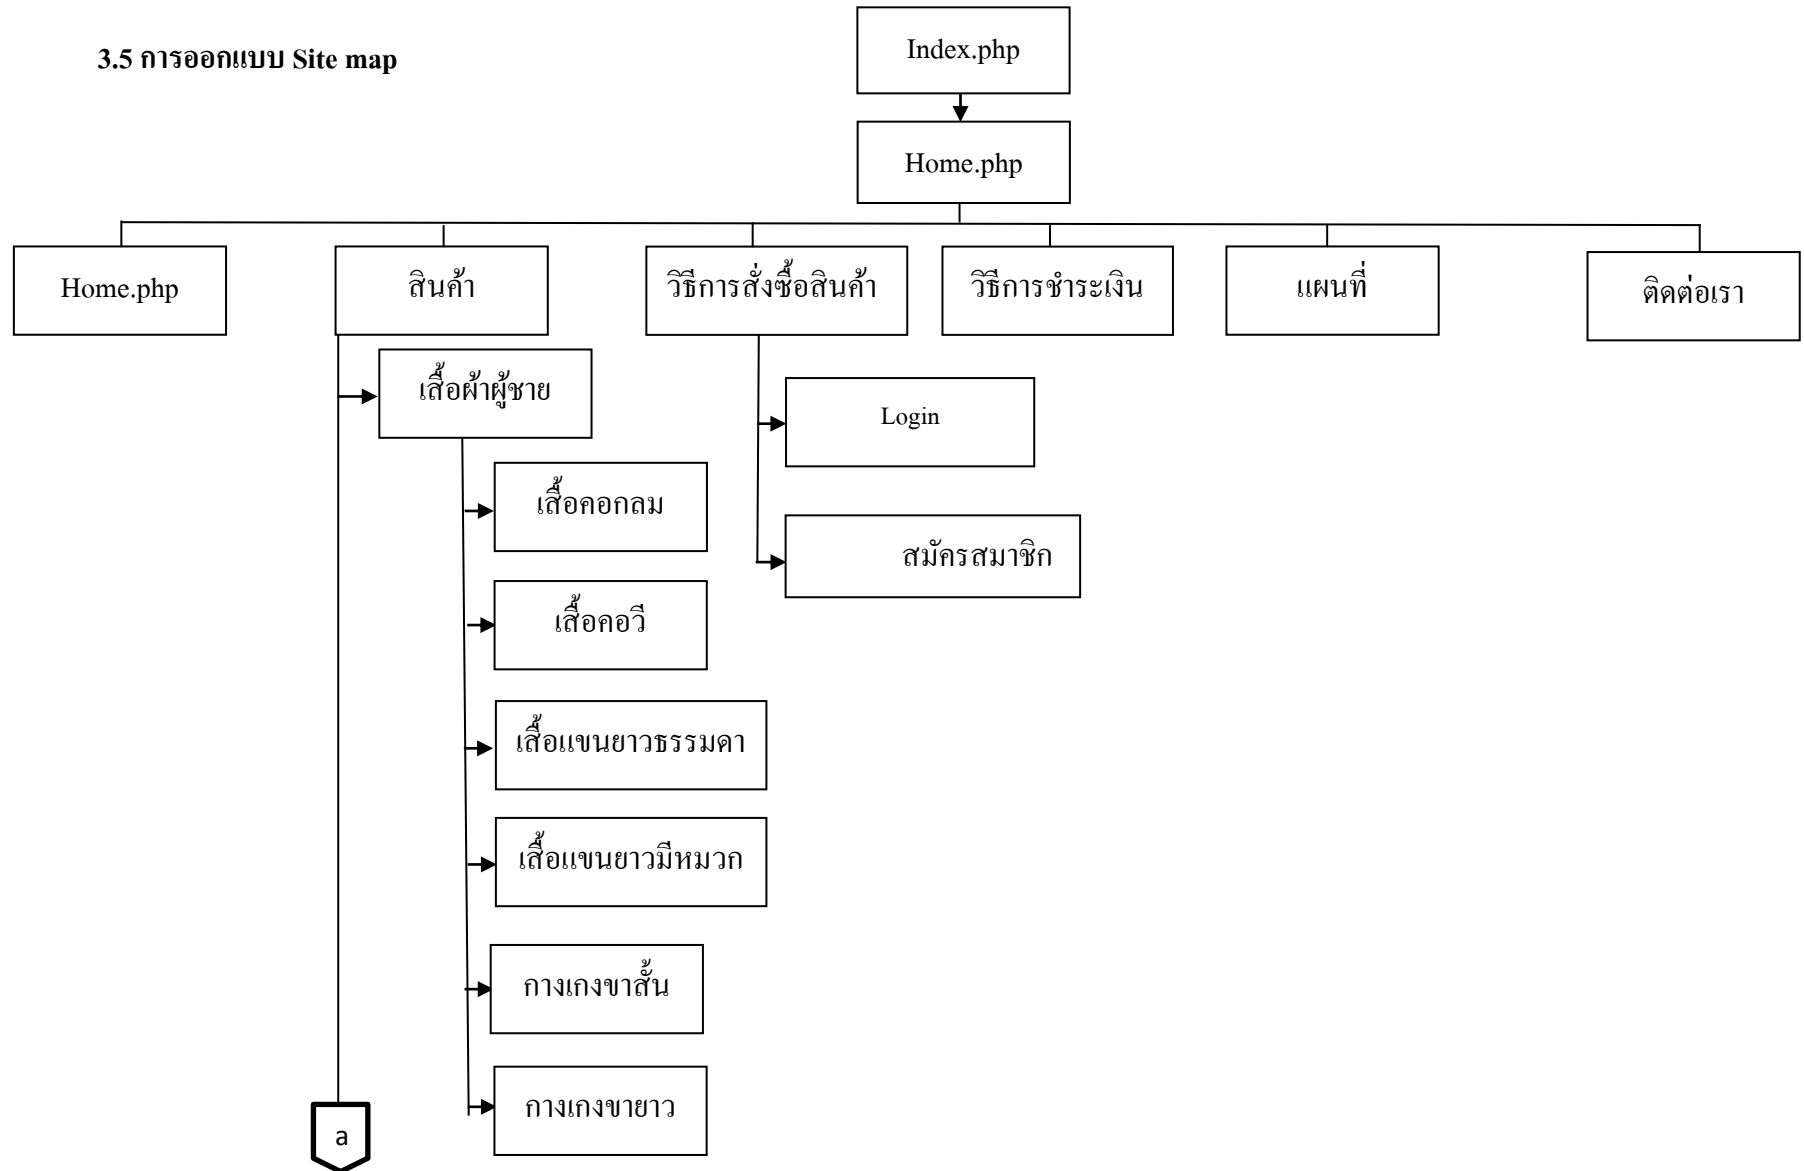 3.5 การออกแบบ Site map
Index.php
Home.php
Home.php
สินค้า
วิธีการสั่งซื้อสินค้า
วิธีการชำระเงิน
แผนที่
ติดต่อเรา
เสื้อผ้าผู้ชาย
Login
เสื้อคอกลม
สมัครสมาชิก
เสื้อคอวี
เสื้อแขนยาวธรรมดา
เสื้อแขนยาวมีหมวก
กางเกงขาสั้น
กางเกงขายาว
a